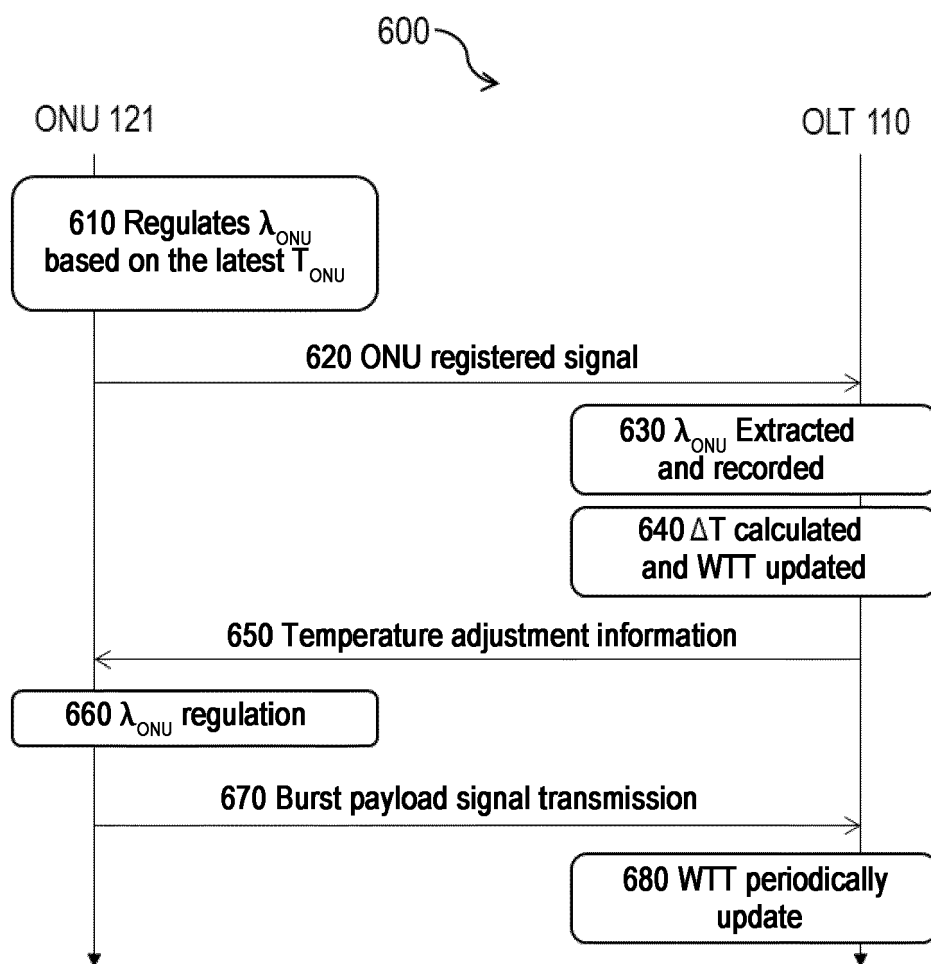 600
ONU 121
OLT 110
610 Regulates λONU
based on the latest TONU
620 ONU registered signal
630 λONU Extracted
and recorded
640 ΔT calculated
and WTT updated
650 Temperature adjustment information
660 λONU regulation
670 Burst payload signal transmission
680 WTT periodically
update